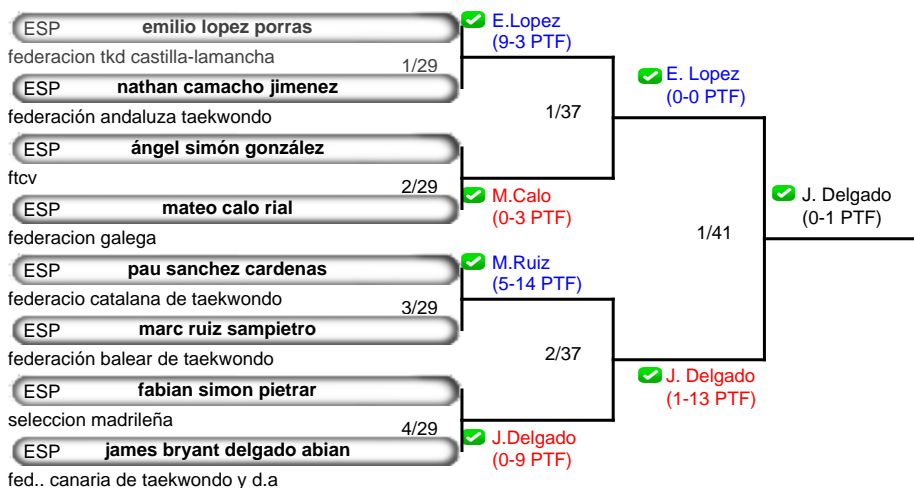 ESP emilio lopez porras
federacion tkd castilla-lamancha
1/29
ESP nathan camacho jimenez
federación andaluza taekwondo
ESP ángel simón gonzález
ftcv
2/29
ESP mateo calo rial
federacion galega
ESP pau sanchez cardenas
federacio catalana de taekwondo
3/29
ESP marc ruiz sampietro
federación balear de taekwondo
ESP fabian simon pietrar
seleccion madrileña
4/29
ESP james bryant delgado abian
fed.. canaria de taekwondo y d.a
E.Lopez
(9-3 PTF)
1/37
M.Calo
(0-3 PTF)
M.Ruiz
(5-14 PTF)
2/37
J.Delgado
(0-9 PTF)
E. Lopez
(0-0 PTF)
1/41
J. Delgado
(1-13 PTF)
J. Delgado
(0-1 PTF)